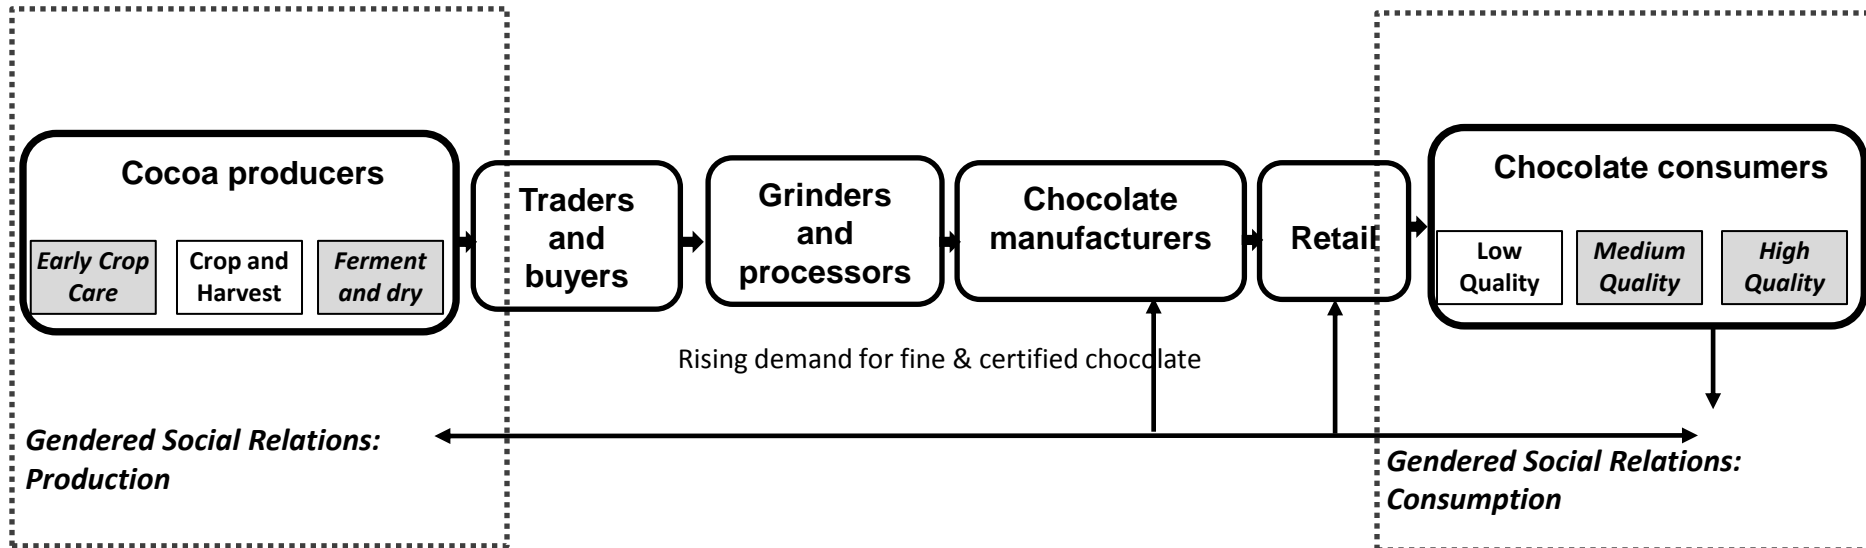 Cocoa producers
Early Crop
Care
Crop and
Harvest
Ferment
and dry
Traders
and
buyers
Grinders
and
processors
Chocolate
manufacturers
Retail
Chocolate consumers
Low
Quality
Medium
Quality
High
Quality
Rising demand for fine & certified chocolate
Gendered Social Relations:
Production
Gendered Social Relations:
Consumption